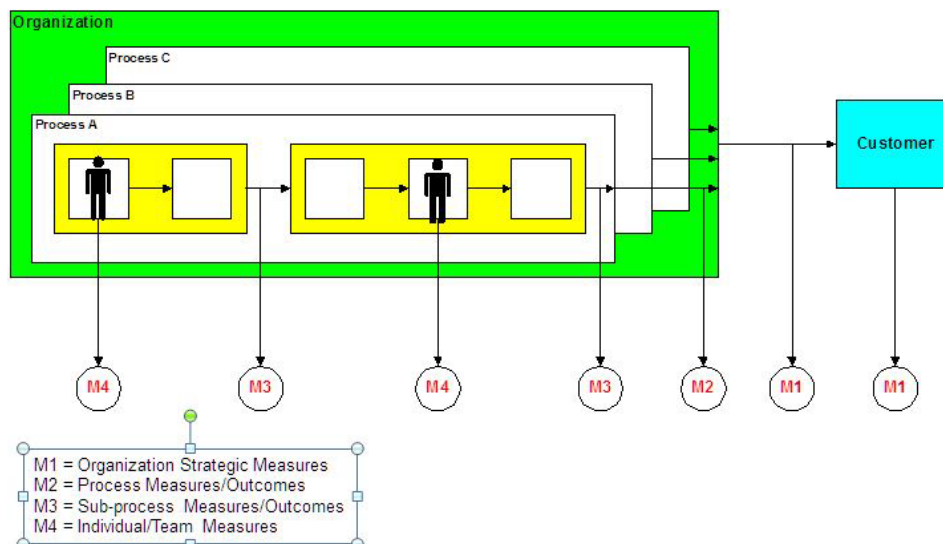 Organization
Process C
Process B
Process A
Customer
M4
M3
M4
M3
M2
M1
M1
M1 = Organization Strategic Measures
M2 = Process Measures/Outcomes
M3 = Sub-process Measures/Outcomes
M4 = Individual/Team Measures